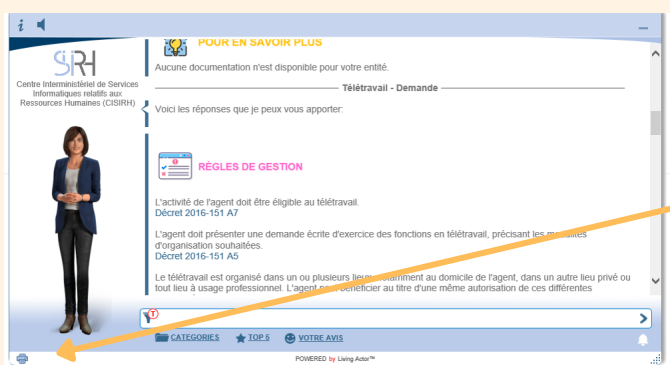 POUR EN SAVOIR PLUS
SIRH
Centre Interministériel de Services
Informatiques relatifs aux
Ressources Humaines (CISIRH)
Aucune documentation n'est disponible pour votre entité.
Télétravail - Demande
Voici les réponses que je peux vous apporter:
RÈGLES DE GESTION
L'activité de l'agent doit être éligible au télétravail.
Décret 2016-151 A7
L'agent doit présenter une demande écrite d'exercice des fonctions en télétravail, précisant les modalités
d'organisation souhaitées.
Décret 2016-151 A5
Le télétravail est organisé dans un ou plusieurs lieux notamment au domicile de l'agent, dans un autre lieu privé ou
tout lieu à usage professionnel. L'agent peut bénéficier au titre d'une même autorisation de ces différentes
T
CATEGORIES TOP 5 VOTRE AVIS
POWERED by Living Actor™